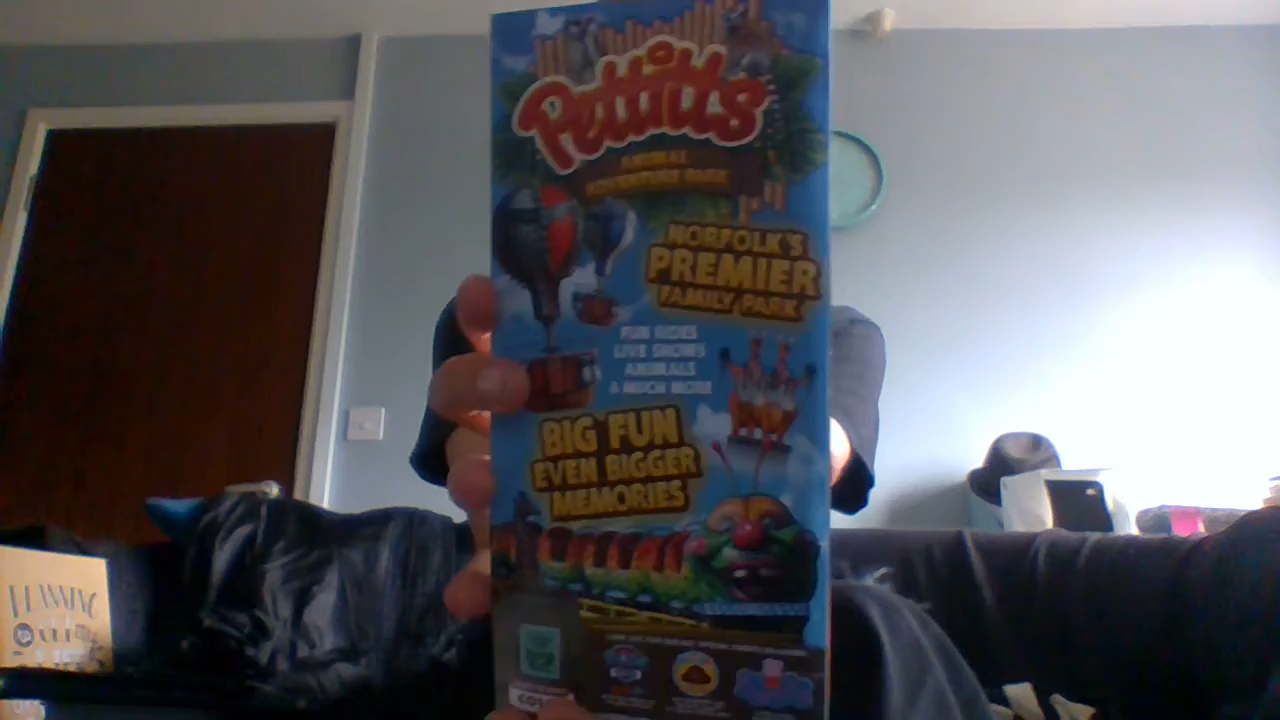 Pettitts
ANIMAL
ADVENTURE PARK
NORFOLK'S
PREMIER
FAMILY PARK
FUN RIDES
LIVE SHOWS
ANIMALS
& MUCH MORE
BIG FUN
EVEN BIGGER
MEMORIES